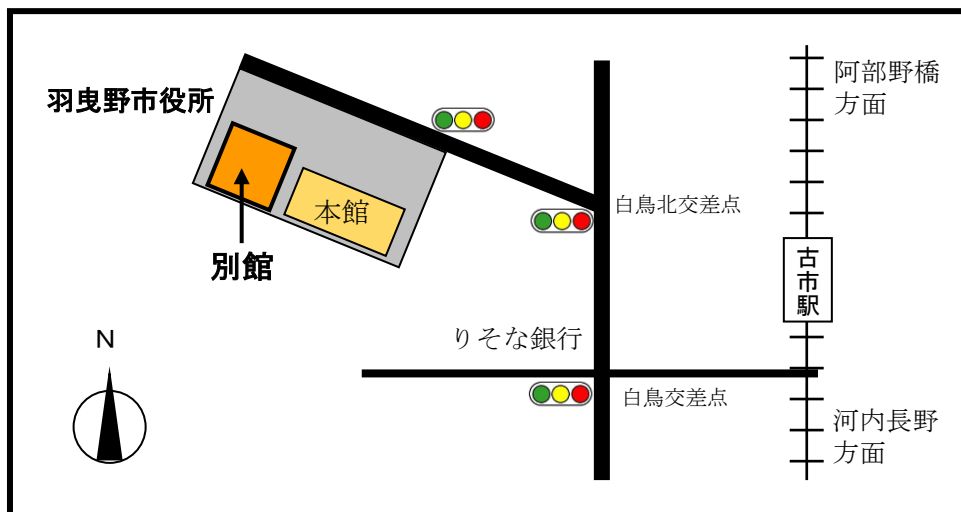 羽曳野市役所
本館
別館
阿部野橋
方面
白鳥北交差点
古市駅
りそな銀行
白鳥交差点
河内長野
方面
N